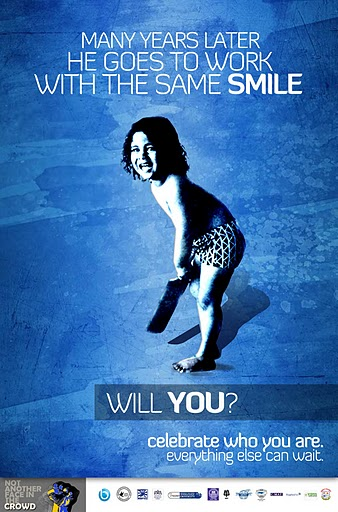 MANY YEARS LATER
HE GOES TO WORK
WITH THE SAME SMILE
WILL YOU?
celebrate who you are.
everything else can wait.
NOT
ANOTHER
FACE IN
THE
CROWD